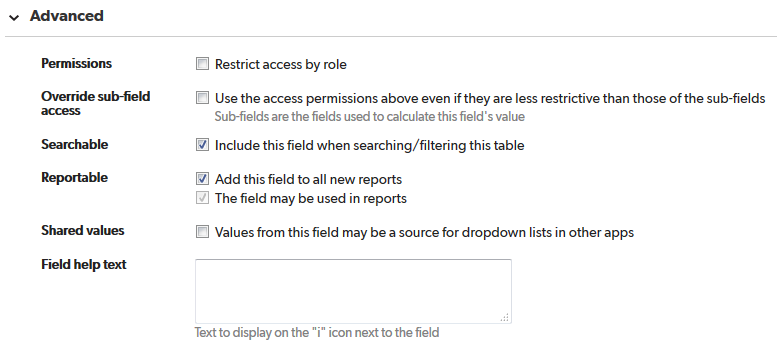 Advanced
Permissions
Restrict access by role
Override sub-field
access
Use the access permissions above even if they are less restrictive than those of the sub-fields
Sub-fields are the fields used to calculate this field's value
Searchable
Include this field when searching/filtering this table
Reportable
Add this field to all new reports
The field may be used in reports
Shared values
Values from this field may be a source for dropdown lists in other apps
Field help text
Text to display on the "i" icon next to the field